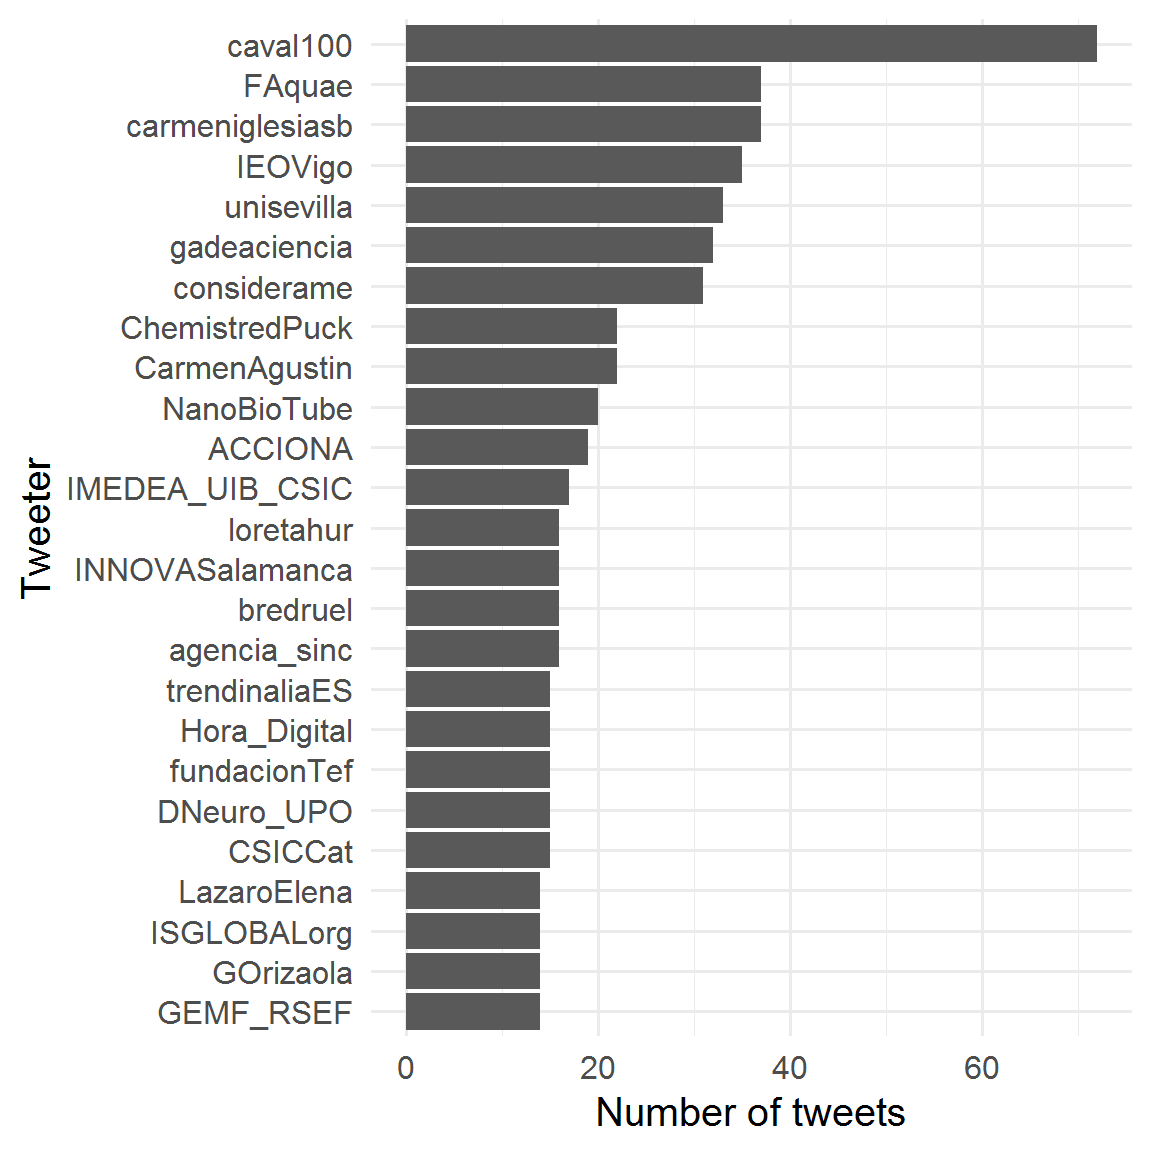 caval100
FAquae
carmeniglesiasb
IEOVigo
unisevilla
gadeaciencia
considerame
ChemistredPuck
CarmenAgustin
NanoBioTube
ACCIONA
IMEDEA_UIB_CSIC
loretahur
INNOVASalamanca
bredruel
agencia_sinc
trendinaliaES
Hora_Digital
fundacionTef
DNeuro_UPO
CSICCat
LazaroElena
ISGLOBALorg
GOrizaola
GEMF_RSEF
Tweeter
0 20 40 60
Number of tweets